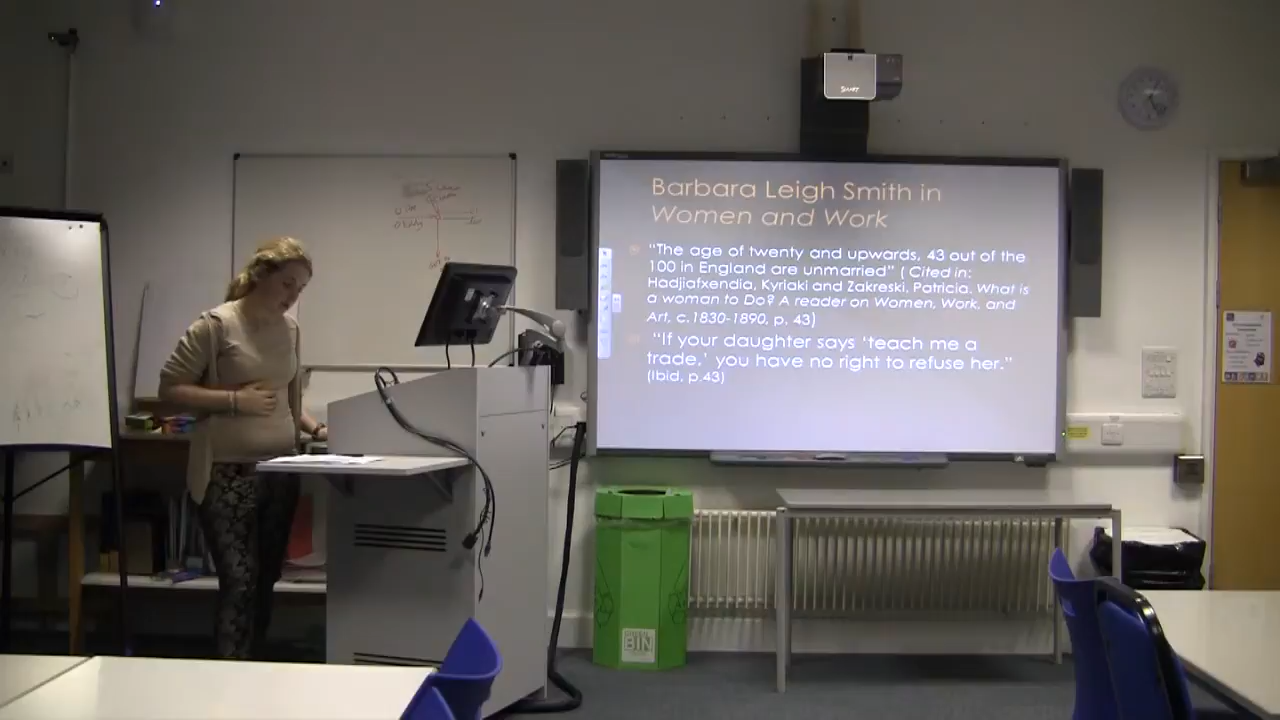 SMART
Barbara Leigh Smith in
Women and Work
“The age of twenty and upwards, 43 out of the
100 in England are unmarried” ( Cited in:
Hadjiafxendia, Kyriaki and Zakreski, Patricia. What is
a woman to Do? A reader on Women, Work, and
Art, c.1830-1890, p. 43)
“If your daughter says ‘teach me a
trade,’ you have no right to refuse her.”
(Ibid, p.43)
BIN